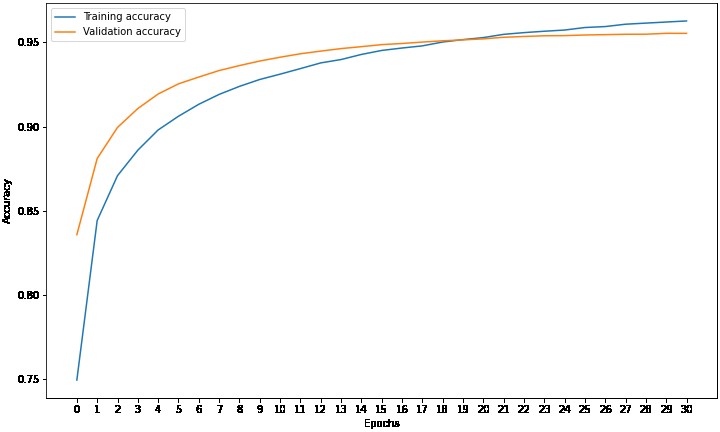 Training accuracy
Validation accuracy
0.95
0.90
0.85
0.80
0.75
Accuracy
0 1 2 3 4 5 6 7 8 9 10 11 12 13 14 15 16 17 18 19 20 21 22 23 24 25 26 27 28 29 30
Epochs